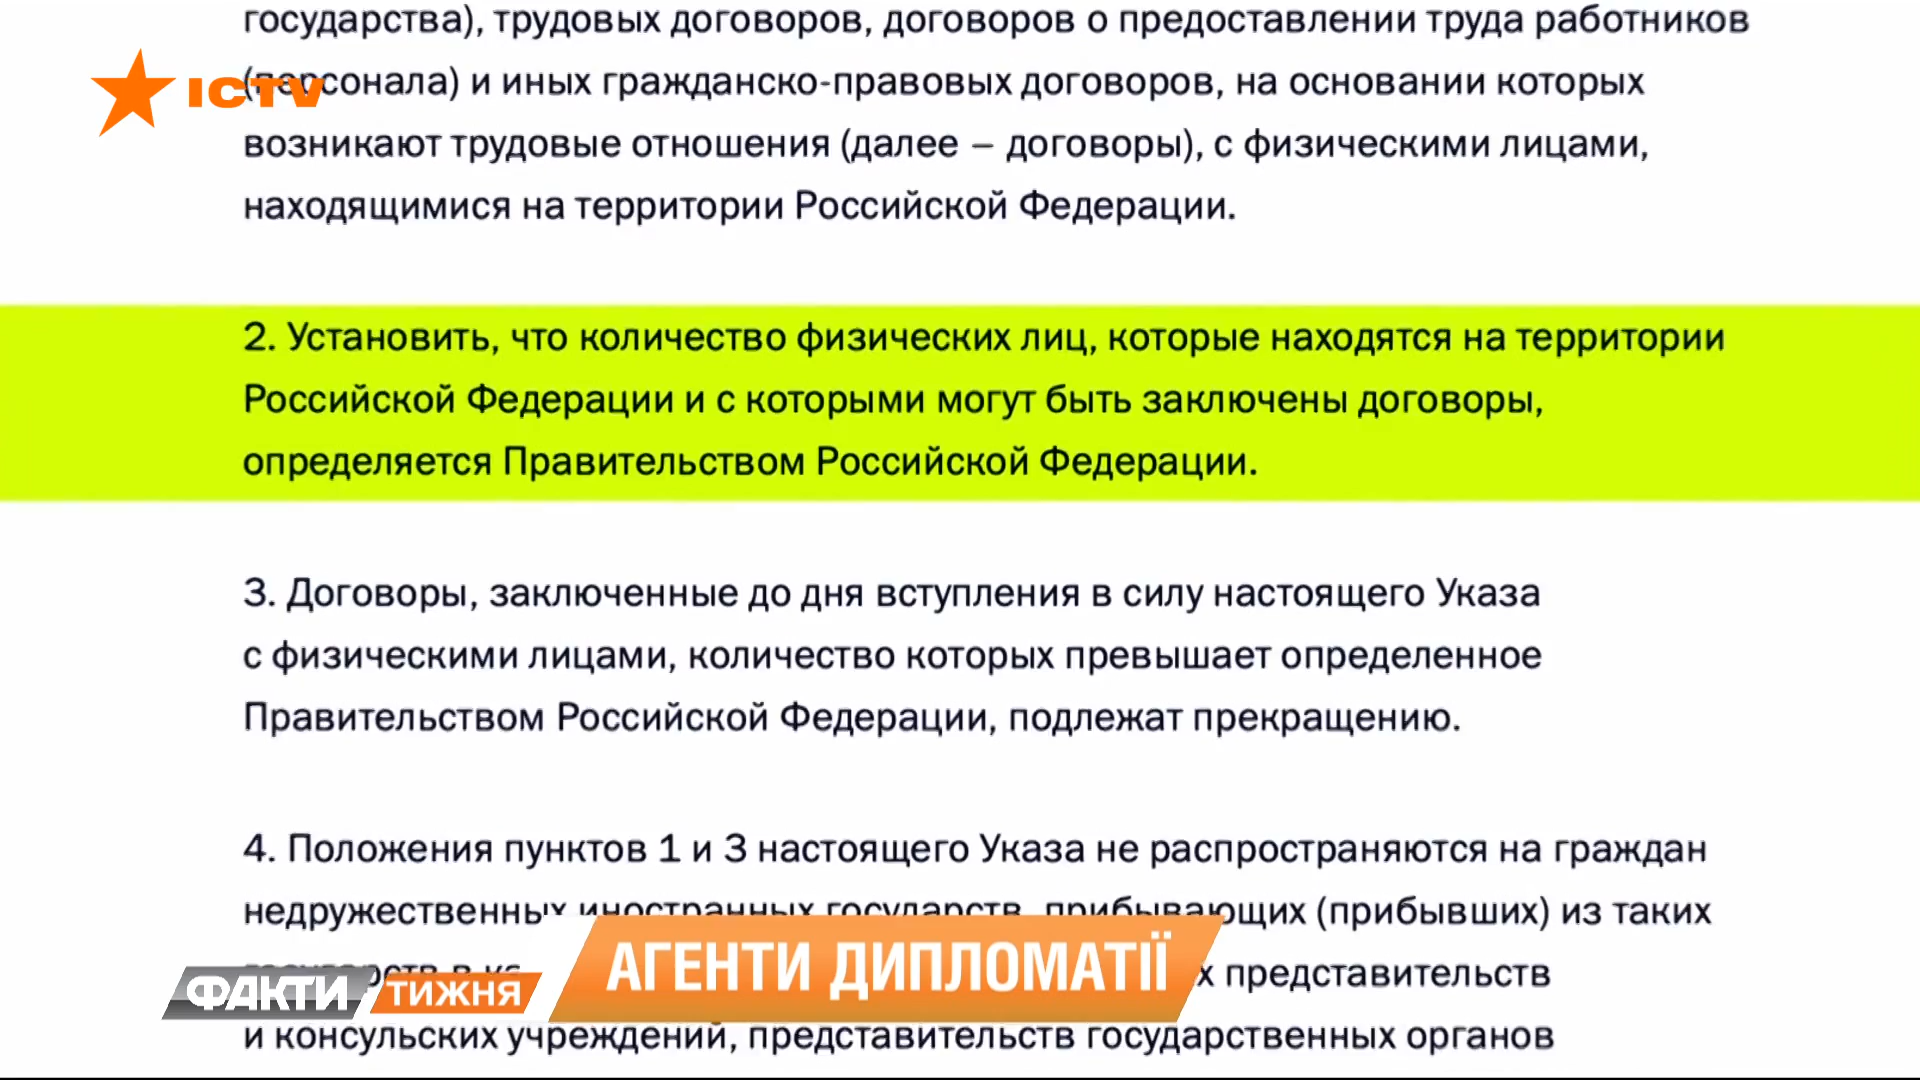 государства), трудовых договоров, договоров о предоставлении труда работников
ICTV
(персонала) и иных гражданско-правовых договоров, на основании которых
возникают трудовые отношения (далее – договоры), с физическими лицами,
находящимися на территории Российской Федерации.
2. Установить, что количество физических лиц, которые находятся на территории
Российской Федерации и с которыми могут быть заключены договоры,
определяется Правительством Российской Федерации.
3. Договоры, заключенные до дня вступления в силу настоящего Указа
с физическими лицами, количество которых превышает определенное
Правительством Российской Федерации, подлежат прекращению.
4. Положения пунктов 1 и 3 настоящего Указа не распространяются на граждан
недружественных иностранных государств, прибывающих (прибывших) из таких
представительств
и консульских учреждений, представительств государственных органов
ФАКТИ ТИЖНЯ
АГЕНТИ ДИПЛОМАТІЇ